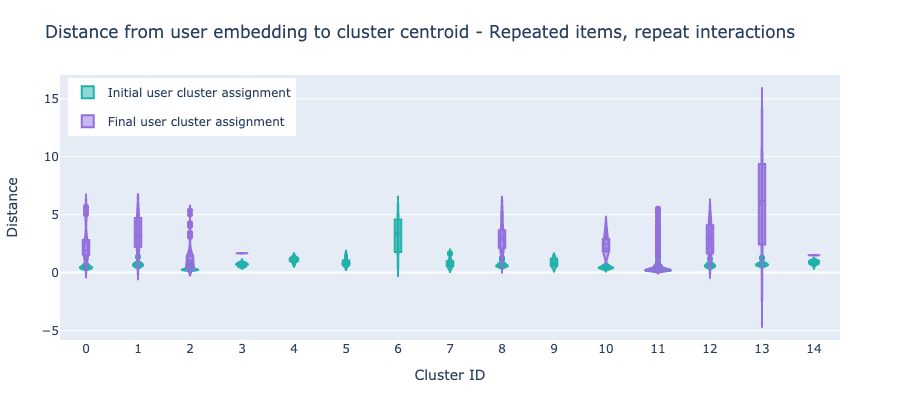 Distance from user embedding to cluster centroid - Repeated items, repeat interactions
Initial user cluster assignment
Final user cluster assignment
15
10
5
0
−5
Distance
0 1 2 3 4 5 6 7 8 9 10 11 12 13 14
Cluster ID